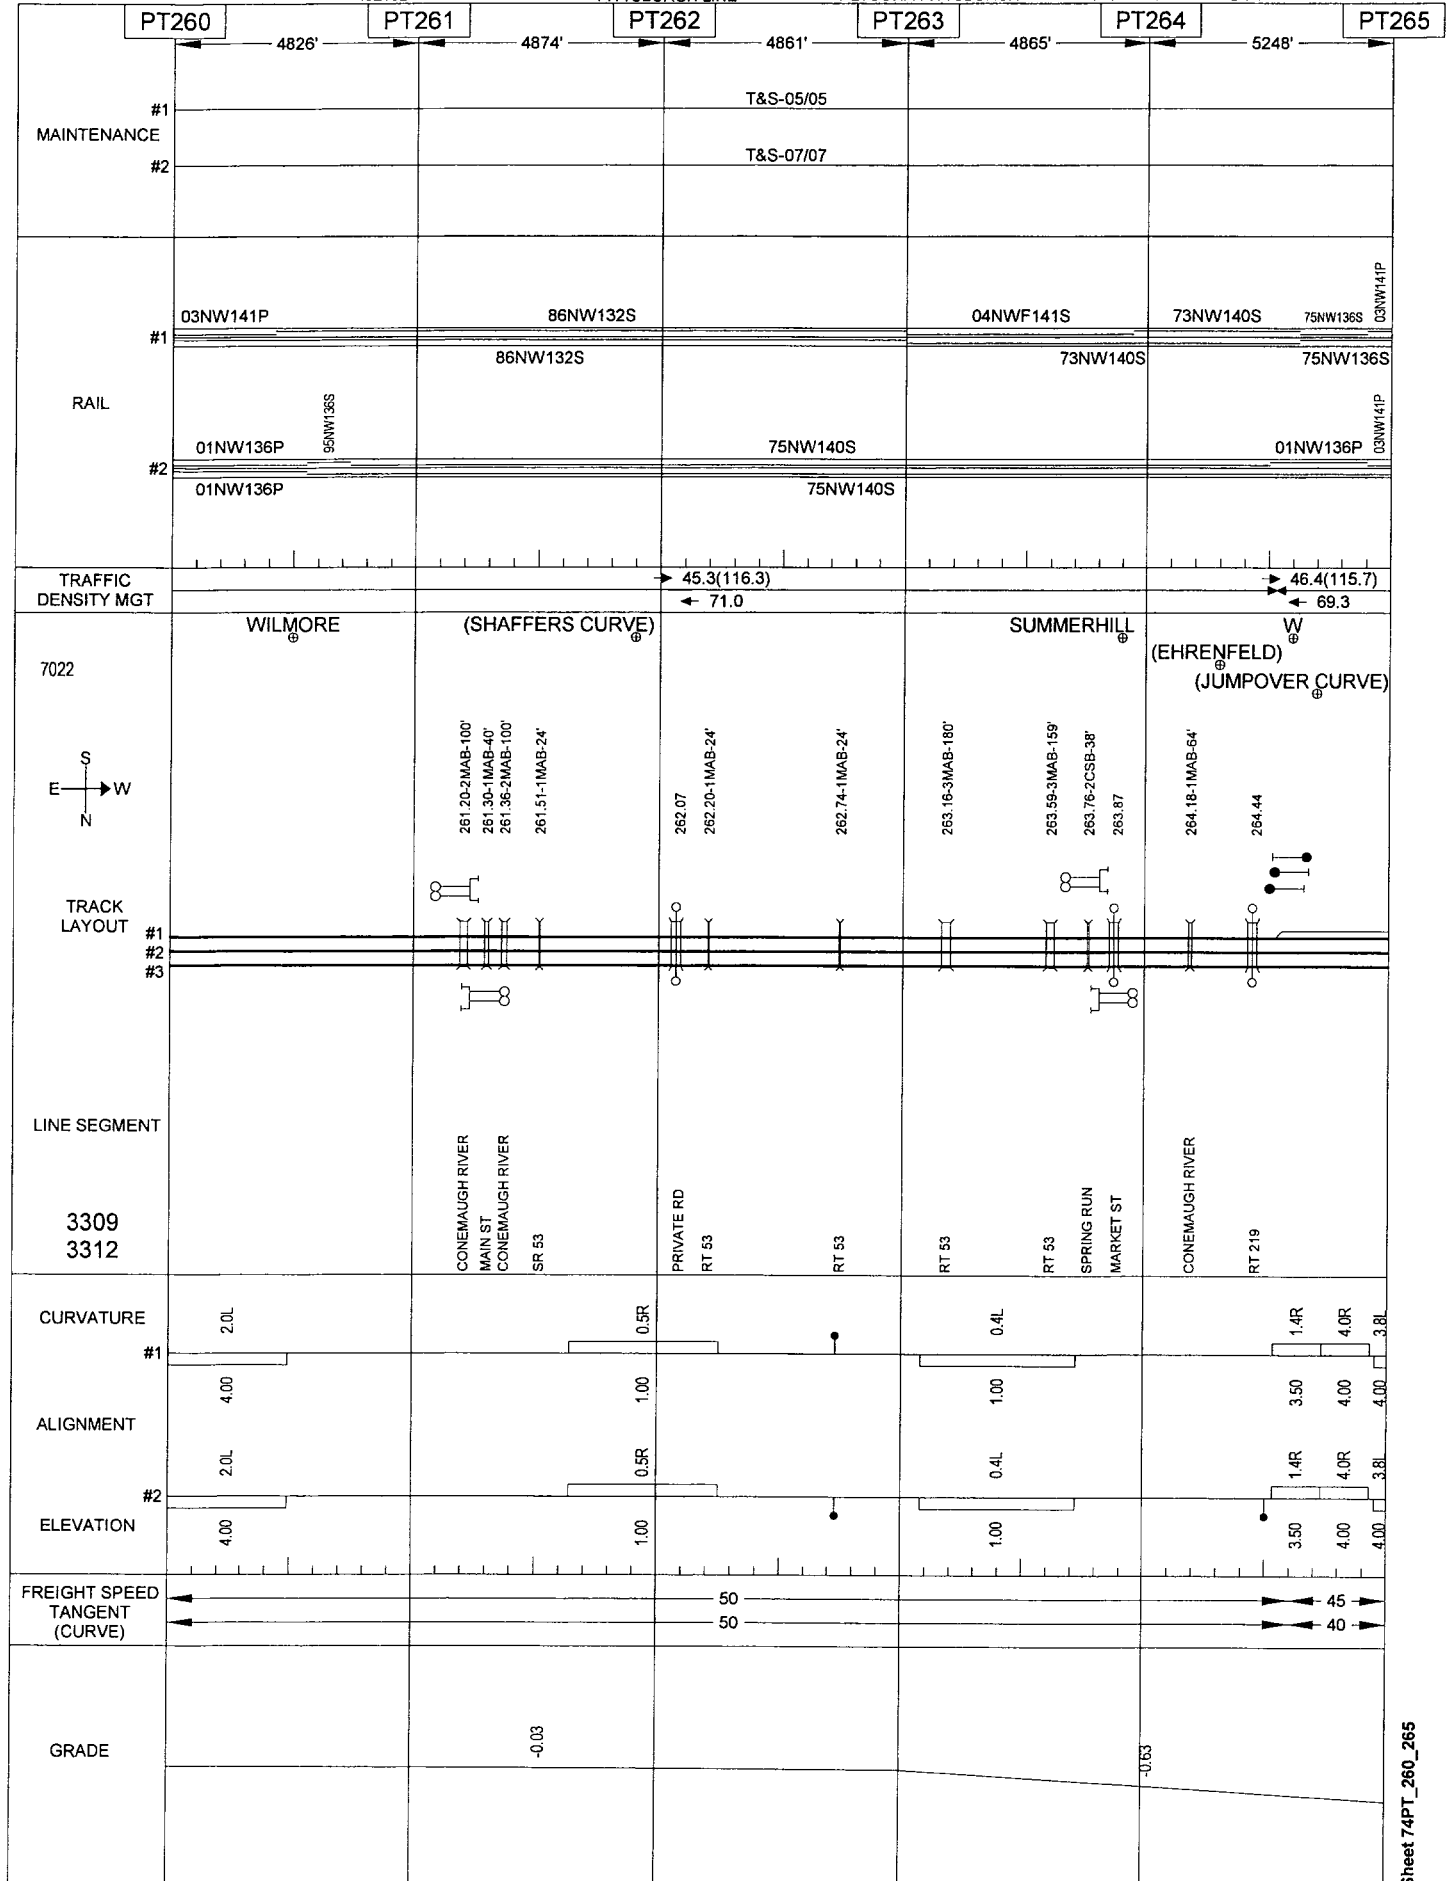 PITTSBURGH LINE
PT260 PT261 PT262 PT263 PT264 PT265
4826' 4874' 4861' 4865' 5248'
MAINTENANCE
#1 T&S-05/05
#2 T&S-07/07
RAIL
03NW141P 86NW132S 04NWF141S 73NW140S 75NW136S 03NW141P
#1
86NW132S 73NW140S 75NW136S
01NW136P 95NW136S 75NW140S 01NW136P 03NW141P
#2
01NW136P 75NW140S
TRAFFIC
DENSITY MGT
45.3(116.3) 46.4(115.7)
71.0 69.3
WILMORE (SHAFFERS CURVE) SUMMERHILL W
(EHRENFELD)
(JUMPOVER CURVE)
7022
S
E W
N
261.20-2MAB-100'
261.30-1MAB-40'
261.36-2MAB-100'
261.51-1MAB-24'
262.07
262.20-1MAB-24'
262.74-1MAB-24'
263.16-3MAB-180'
263.59-3MAB-159'
263.76-2CSB-38'
263.87
264.18-1MAB-64'
264.44
TRACK
LAYOUT
#1
#2
#3
LINE SEGMENT
3309
3312
CONEMAUGH RIVER
MAIN ST
CONEMAUGH RIVER
SR 53
PRIVATE RD
RT 53
RT 53
RT 53
RT 53
SPRING RUN
MARKET ST
CONEMAUGH RIVER
RT 219
CURVATURE
2.0L 0.5R 0.4L 1.4R 4.0R 3.8L
#1
4.00 1.00 1.00 3.50 4.00 4.00
ALIGNMENT
2.0L 0.5R 0.4L 1.4R 4.0R 3.8L
#2
ELEVATION
4.00 1.00 1.00 3.50 4.00 4.00
FREIGHT SPEED
TANGENT
(CURVE)
50 45
50 40
GRADE
-0.03 -0.63
Sheet 74PT_260_265